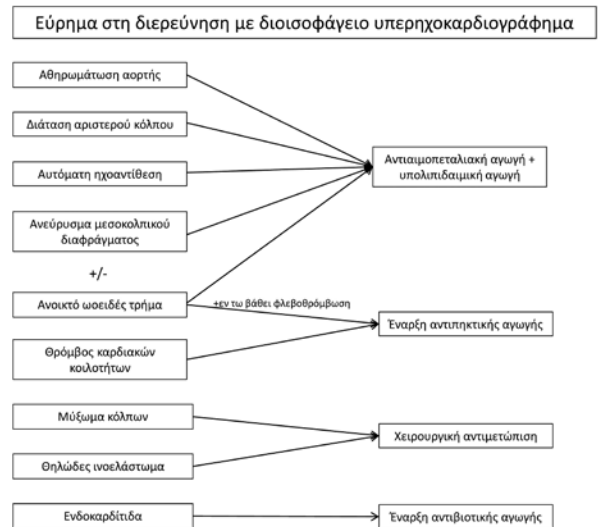 Εύρημα στη διερεύνηση με διοισοφάγειο υπερηχοκαρδιογράφημα
Αθηρωμάτωση αορτής
Διάταση αριστερού κόλπου
Αυτόματη ηχοαντίθεση
Ανεύρυσμα μεσοκολπικού
διαφράγματος
+/-
Ανοικτό ωοειδές τρήμα
Θρόμβος καρδιακών
κοιλοτήτων
Μύξωμα κόλπων
Θηλώδες ινοελάστωμα
Ενδοκαρδίτιδα
Αντιαιμοπεταλιακή αγωγή +
υπολιπιδαιμική αγωγή
+εν τω βάθει φλεβοθρόμβωση
Έναρξη αντιπηκτικής αγωγής
Χειρουργική αντιμετώπιση
Έναρξη αντιβιοτικής αγωγής